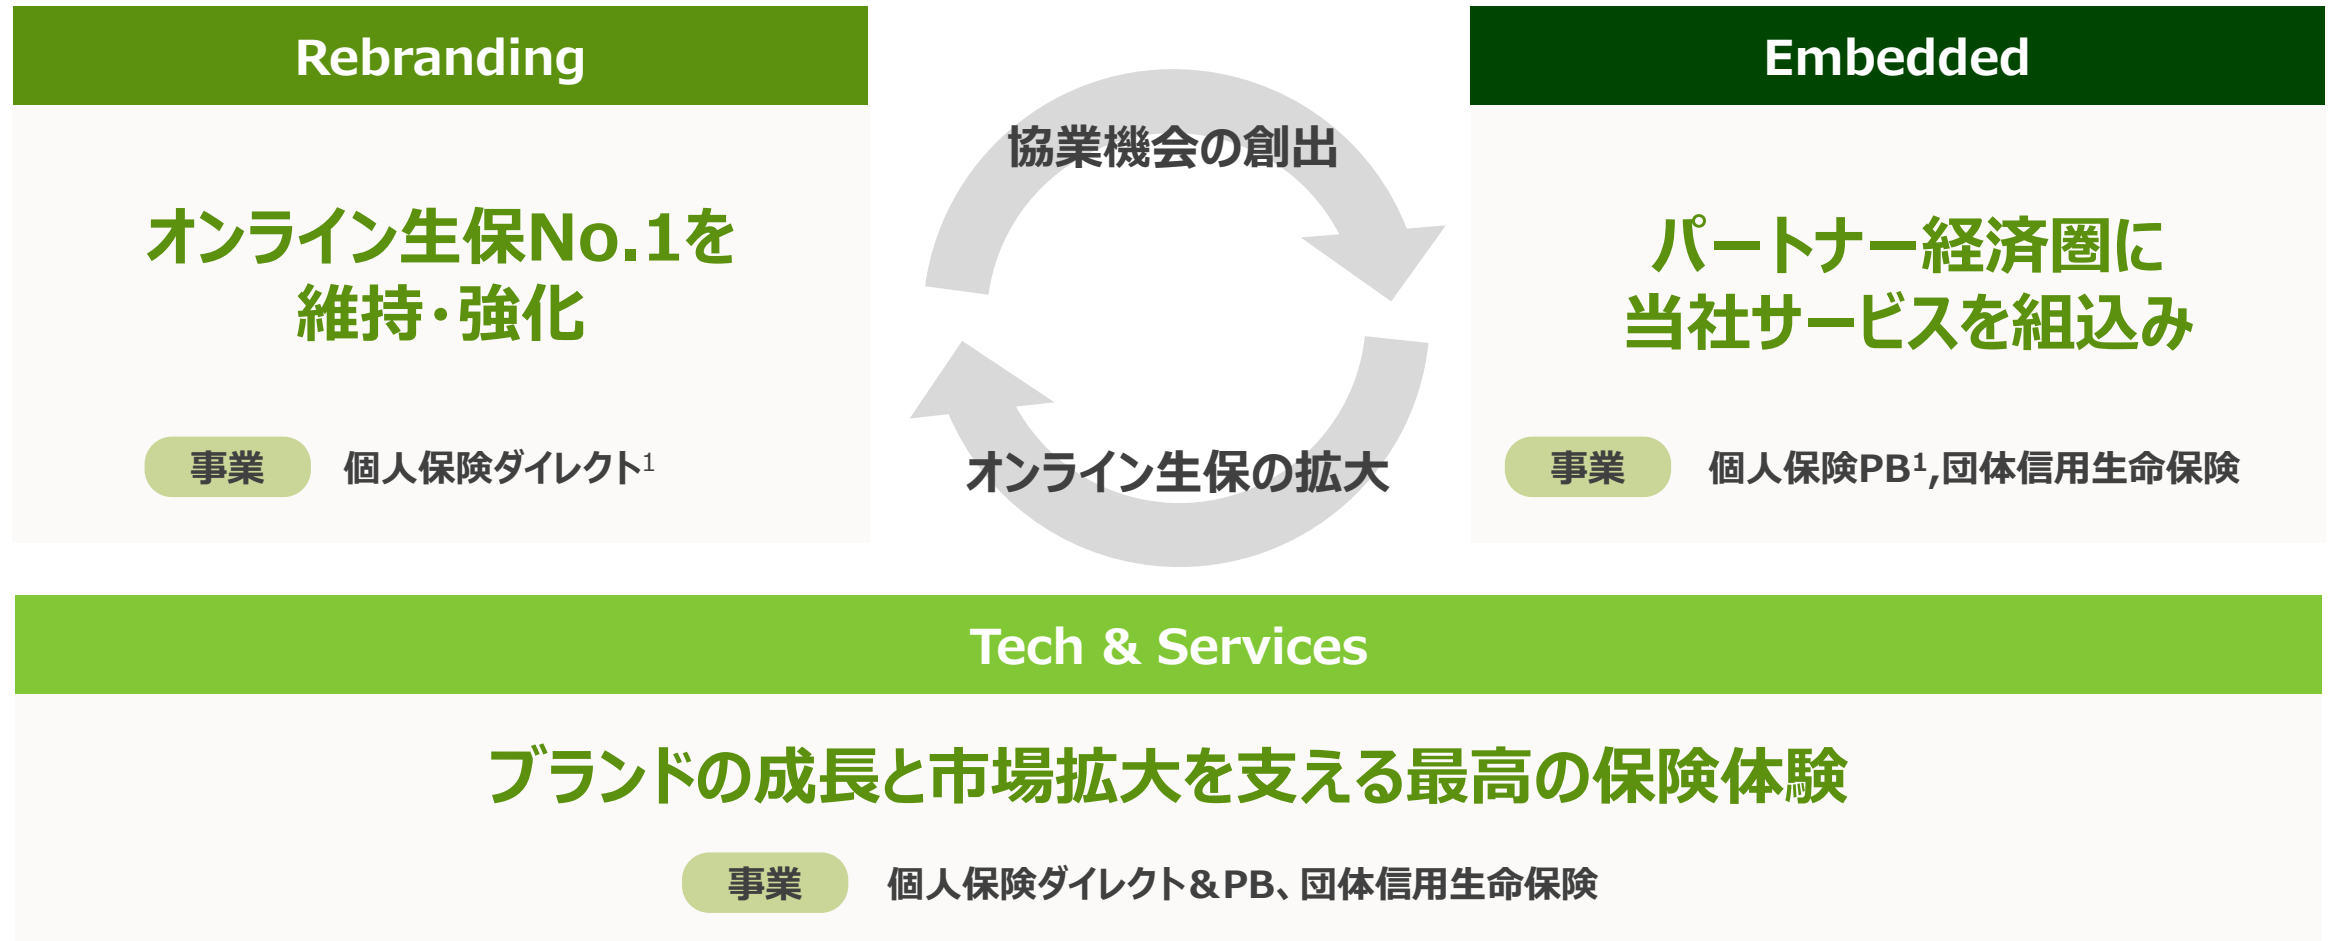 Rebranding
オンライン生保No.1を
維持・強化
事業 個人保険ダイレクト1
協業機会の創出
オンライン生保の拡大
Embedded
パートナー経済圏に
当社サービスを組込み
事業 個人保険PB1,団体信用生命保険
Tech & Services
ブランドの成長と市場拡大を支える最高の保険体験
事業 個人保険ダイレクト&PB、団体信用生命保険